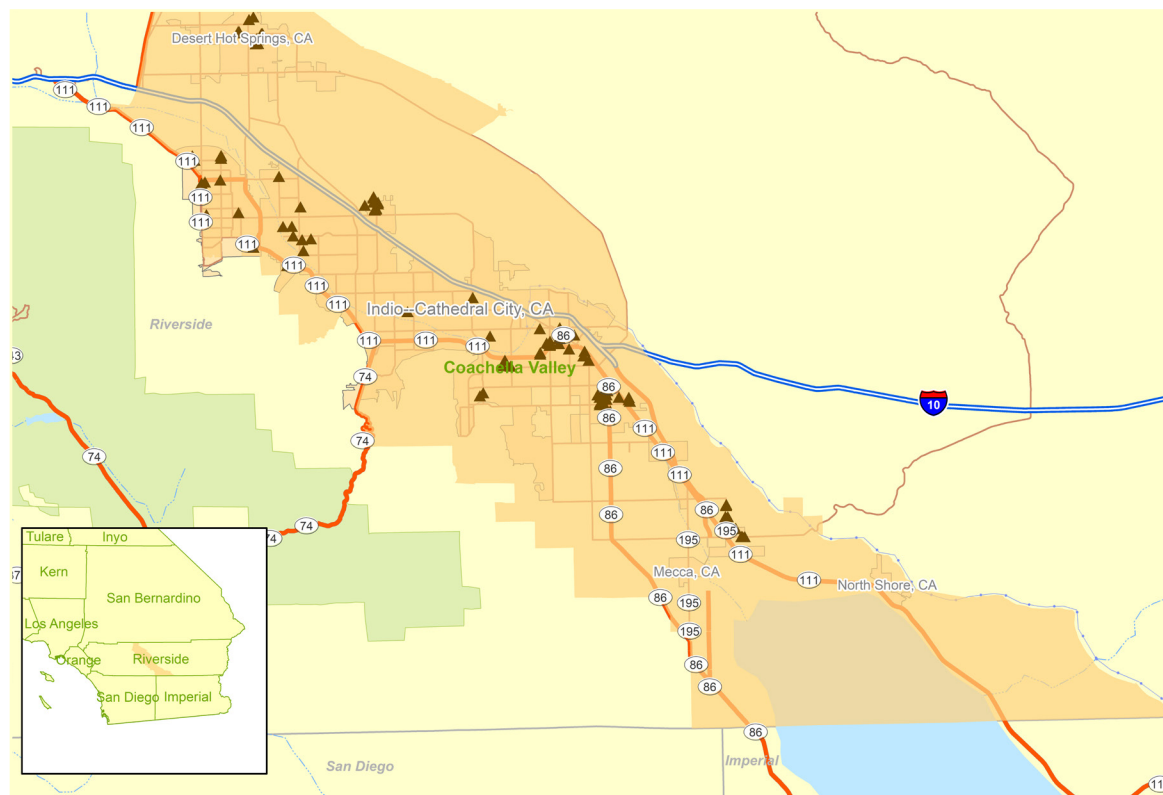 Desert Hot Springs, CA
111
111
111
111
111
111
111
111
111
111
Indio--Cathedral City, CA
Riverside
86
111
111
111
Coachella Valley
74
86
10
86
111
74
111
74
86
111
86
86
74
195
111
195
74
Mecca, CA
111
North Shore, CA
86
195
195
86
86
86
San Diego
Imperial
Tulare
Inyo
Kern
San Bernardino
Los Angeles
Orange
Riverside
San Diego
Imperial